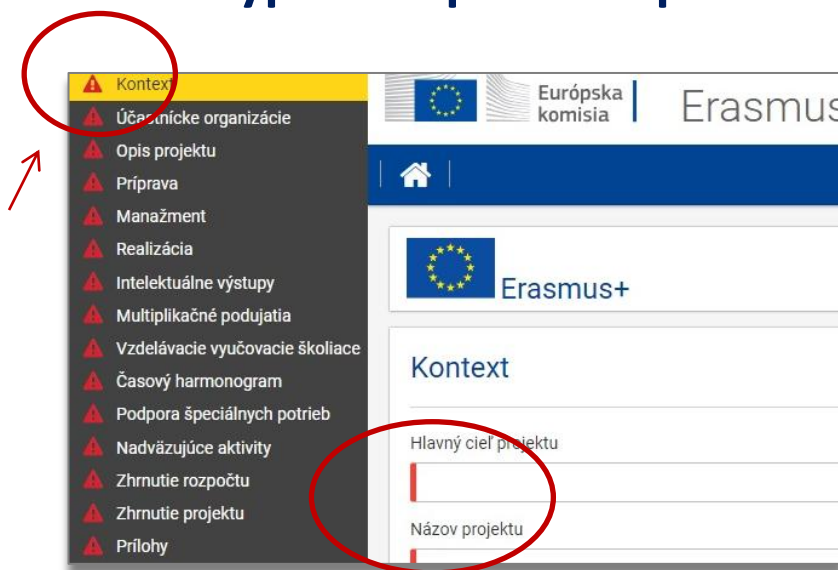 Kontext
Účastnícke organizácie
Opis projektu
Príprava
Manažment
Realizácia
Intelektuálne výstupy
Multiplikačné podujatia
Vzdelávacie vyučovacie školiace
Časový harmonogram
Podpora špeciálnych potrieb
Nadväzujúce aktivity
Zhrnutie rozpočtu
Zhrnutie projektu
Prílohy
Európska
komisia
Erasmus
Erasmus+
Kontext
Hlavný cieľ projektu
Názov projektu